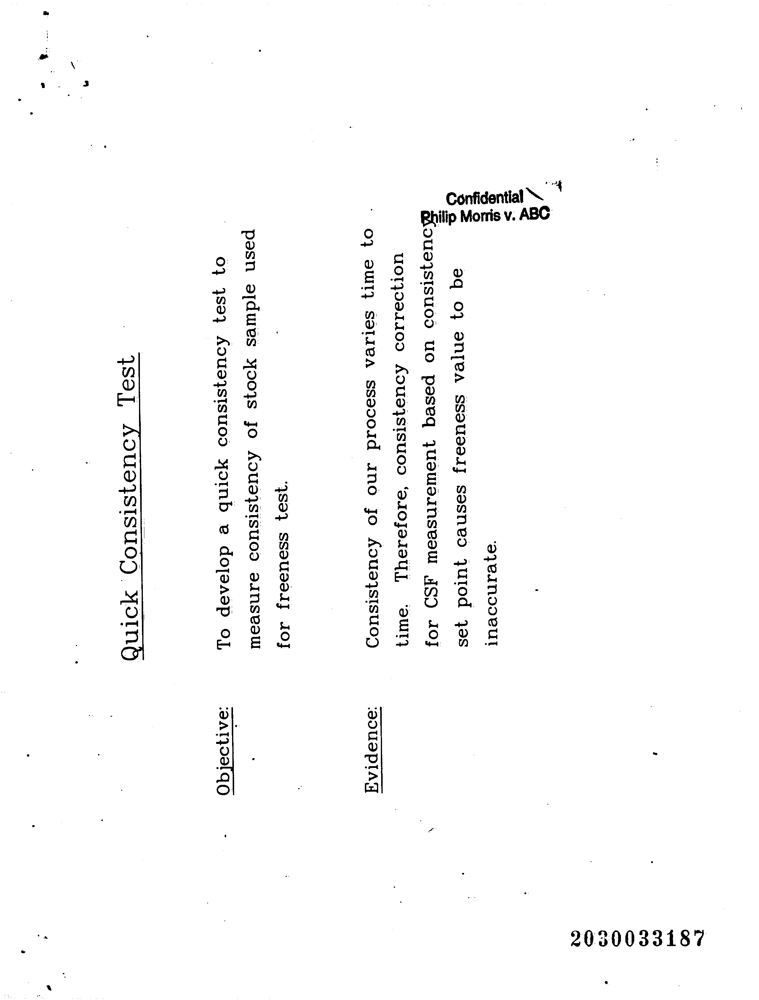 Quick Consistency Test
Objective: To develop a quick consistency test to
measure consistency of stock sample used
for freeness test.
Evidence: Consistency of our process varies time to
time. Therefore, consistency correction
for CSF measurement based on consistency
set point causes freeness value to be
inaccurate.
Confidential
Philip Morris v. ABC
2030033187